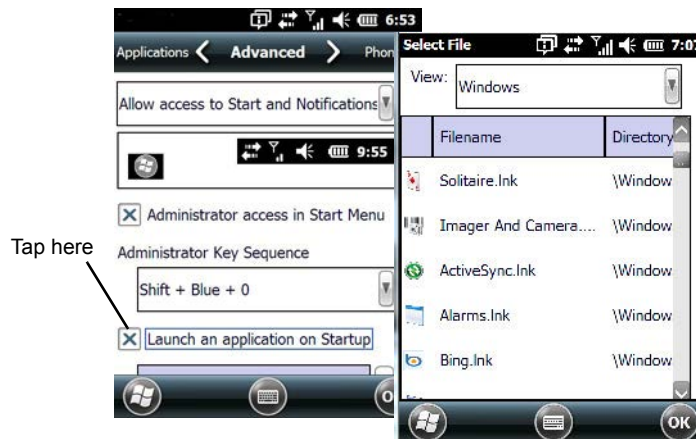 6:53
Applications Advanced Phon
Allow access to Start and Notifications
9:55
Administrator access in Start Menu
Administrator Key Sequence
Shift + Blue + 0
Tap here
Launch an application on Startup
Select File 7:07
View: Windows
Filename Directory
Solitaire.lnk \Window
Imager And Camera.... \Window
ActiveSync.lnk \Window
Alarms.lnk \Window
Bing.lnk \Window
OK